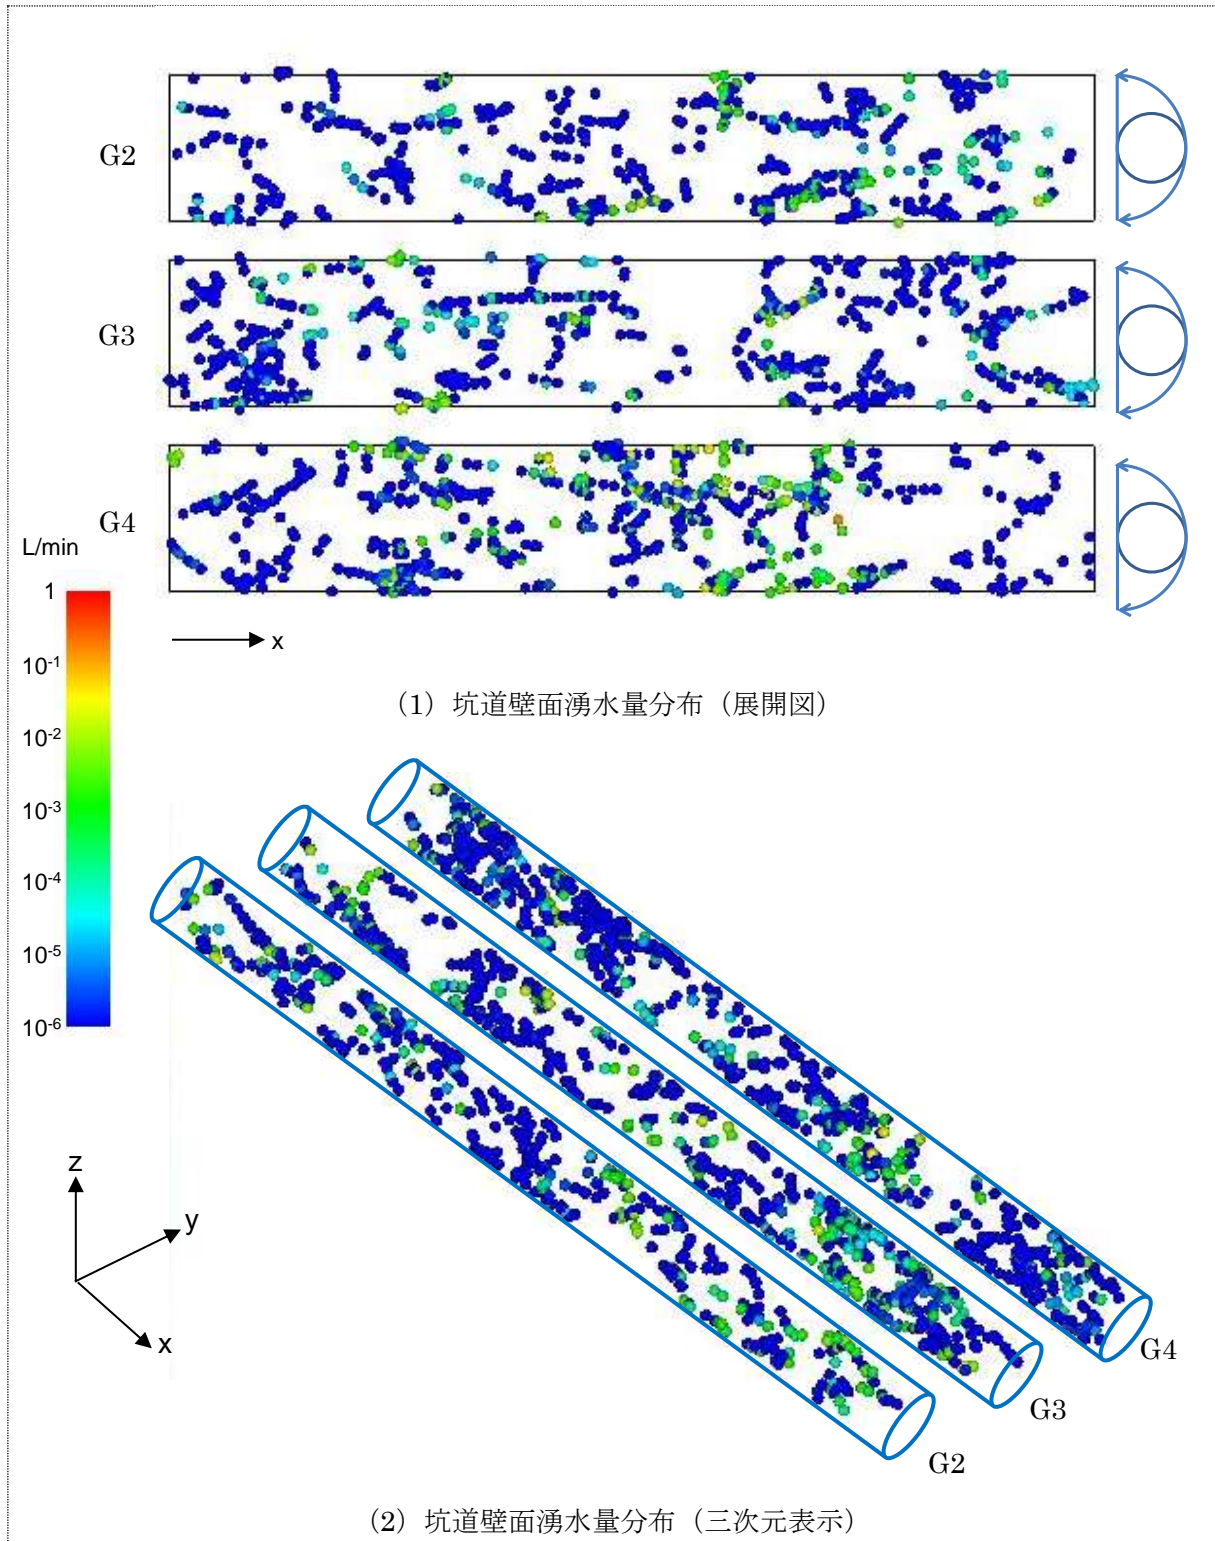 G2
G3
G4
L/min
1
10-1
10-2
10-3
10-4
10-5
10-6
x
(1) 坑道壁面湧水量分布（展開図）
z
y
x
G4
G3
G2
(2) 坑道壁面湧水量分布（三次元表示）